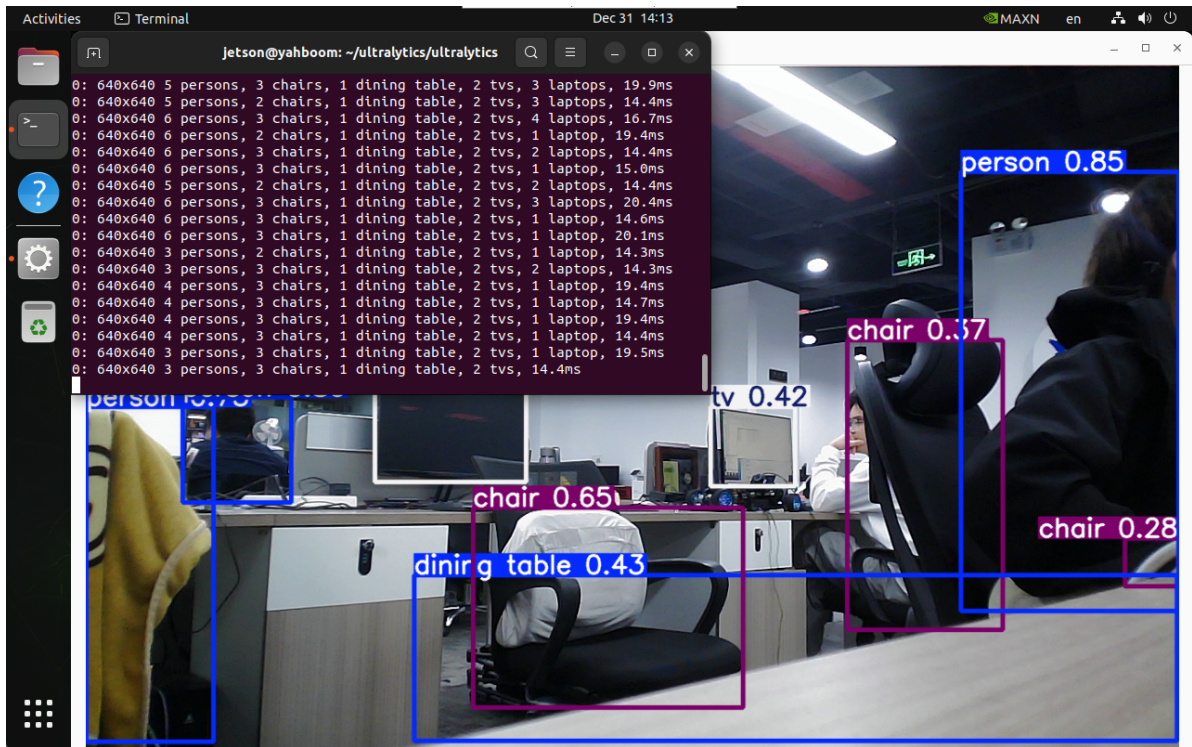 Activities
Terminal
Dec 31 14:13
MAXN
en
jetson@yahboom: ~/ultralytics/ultralytics
0: 640x640 5 persons, 3 chairs, 1 dining table, 2 tvs, 3 laptops, 19.9ms
0: 640x640 5 persons, 2 chairs, 1 dining table, 2 tvs, 3 laptops, 14.4ms
0: 640x640 6 persons, 3 chairs, 1 dining table, 2 tvs, 4 laptops, 16.7ms
0: 640x640 6 persons, 2 chairs, 1 dining table, 2 tvs, 1 laptop, 19.4ms
0: 640x640 6 persons, 3 chairs, 1 dining table, 2 tvs, 2 laptops, 14.4ms
0: 640x640 6 persons, 3 chairs, 1 dining table, 2 tvs, 1 laptop, 15.0ms
0: 640x640 5 persons, 2 chairs, 1 dining table, 2 tvs, 2 laptops, 14.4ms
0: 640x640 6 persons, 3 chairs, 1 dining table, 2 tvs, 3 laptops, 20.4ms
0: 640x640 6 persons, 3 chairs, 1 dining table, 2 tvs, 1 laptop, 14.6ms
0: 640x640 6 persons, 3 chairs, 1 dining table, 2 tvs, 1 laptop, 20.1ms
0: 640x640 3 persons, 2 chairs, 1 dining table, 2 tvs, 1 laptop, 14.3ms
0: 640x640 3 persons, 3 chairs, 1 dining table, 2 tvs, 2 laptops, 14.3ms
0: 640x640 4 persons, 3 chairs, 1 dining table, 2 tvs, 1 laptop, 19.4ms
0: 640x640 4 persons, 3 chairs, 1 dining table, 2 tvs, 1 laptop, 14.7ms
0: 640x640 4 persons, 3 chairs, 1 dining table, 2 tvs, 1 laptop, 19.4ms
0: 640x640 4 persons, 3 chairs, 1 dining table, 2 tvs, 1 laptop, 14.4ms
0: 640x640 3 persons, 3 chairs, 1 dining table, 2 tvs, 1 laptop, 19.5ms
0: 640x640 3 persons, 3 chairs, 1 dining table, 2 tvs, 14.4ms
person 0.85
chair 0.37
person
tv 0.42
chair 0.65
chair 0.28
dining table 0.43